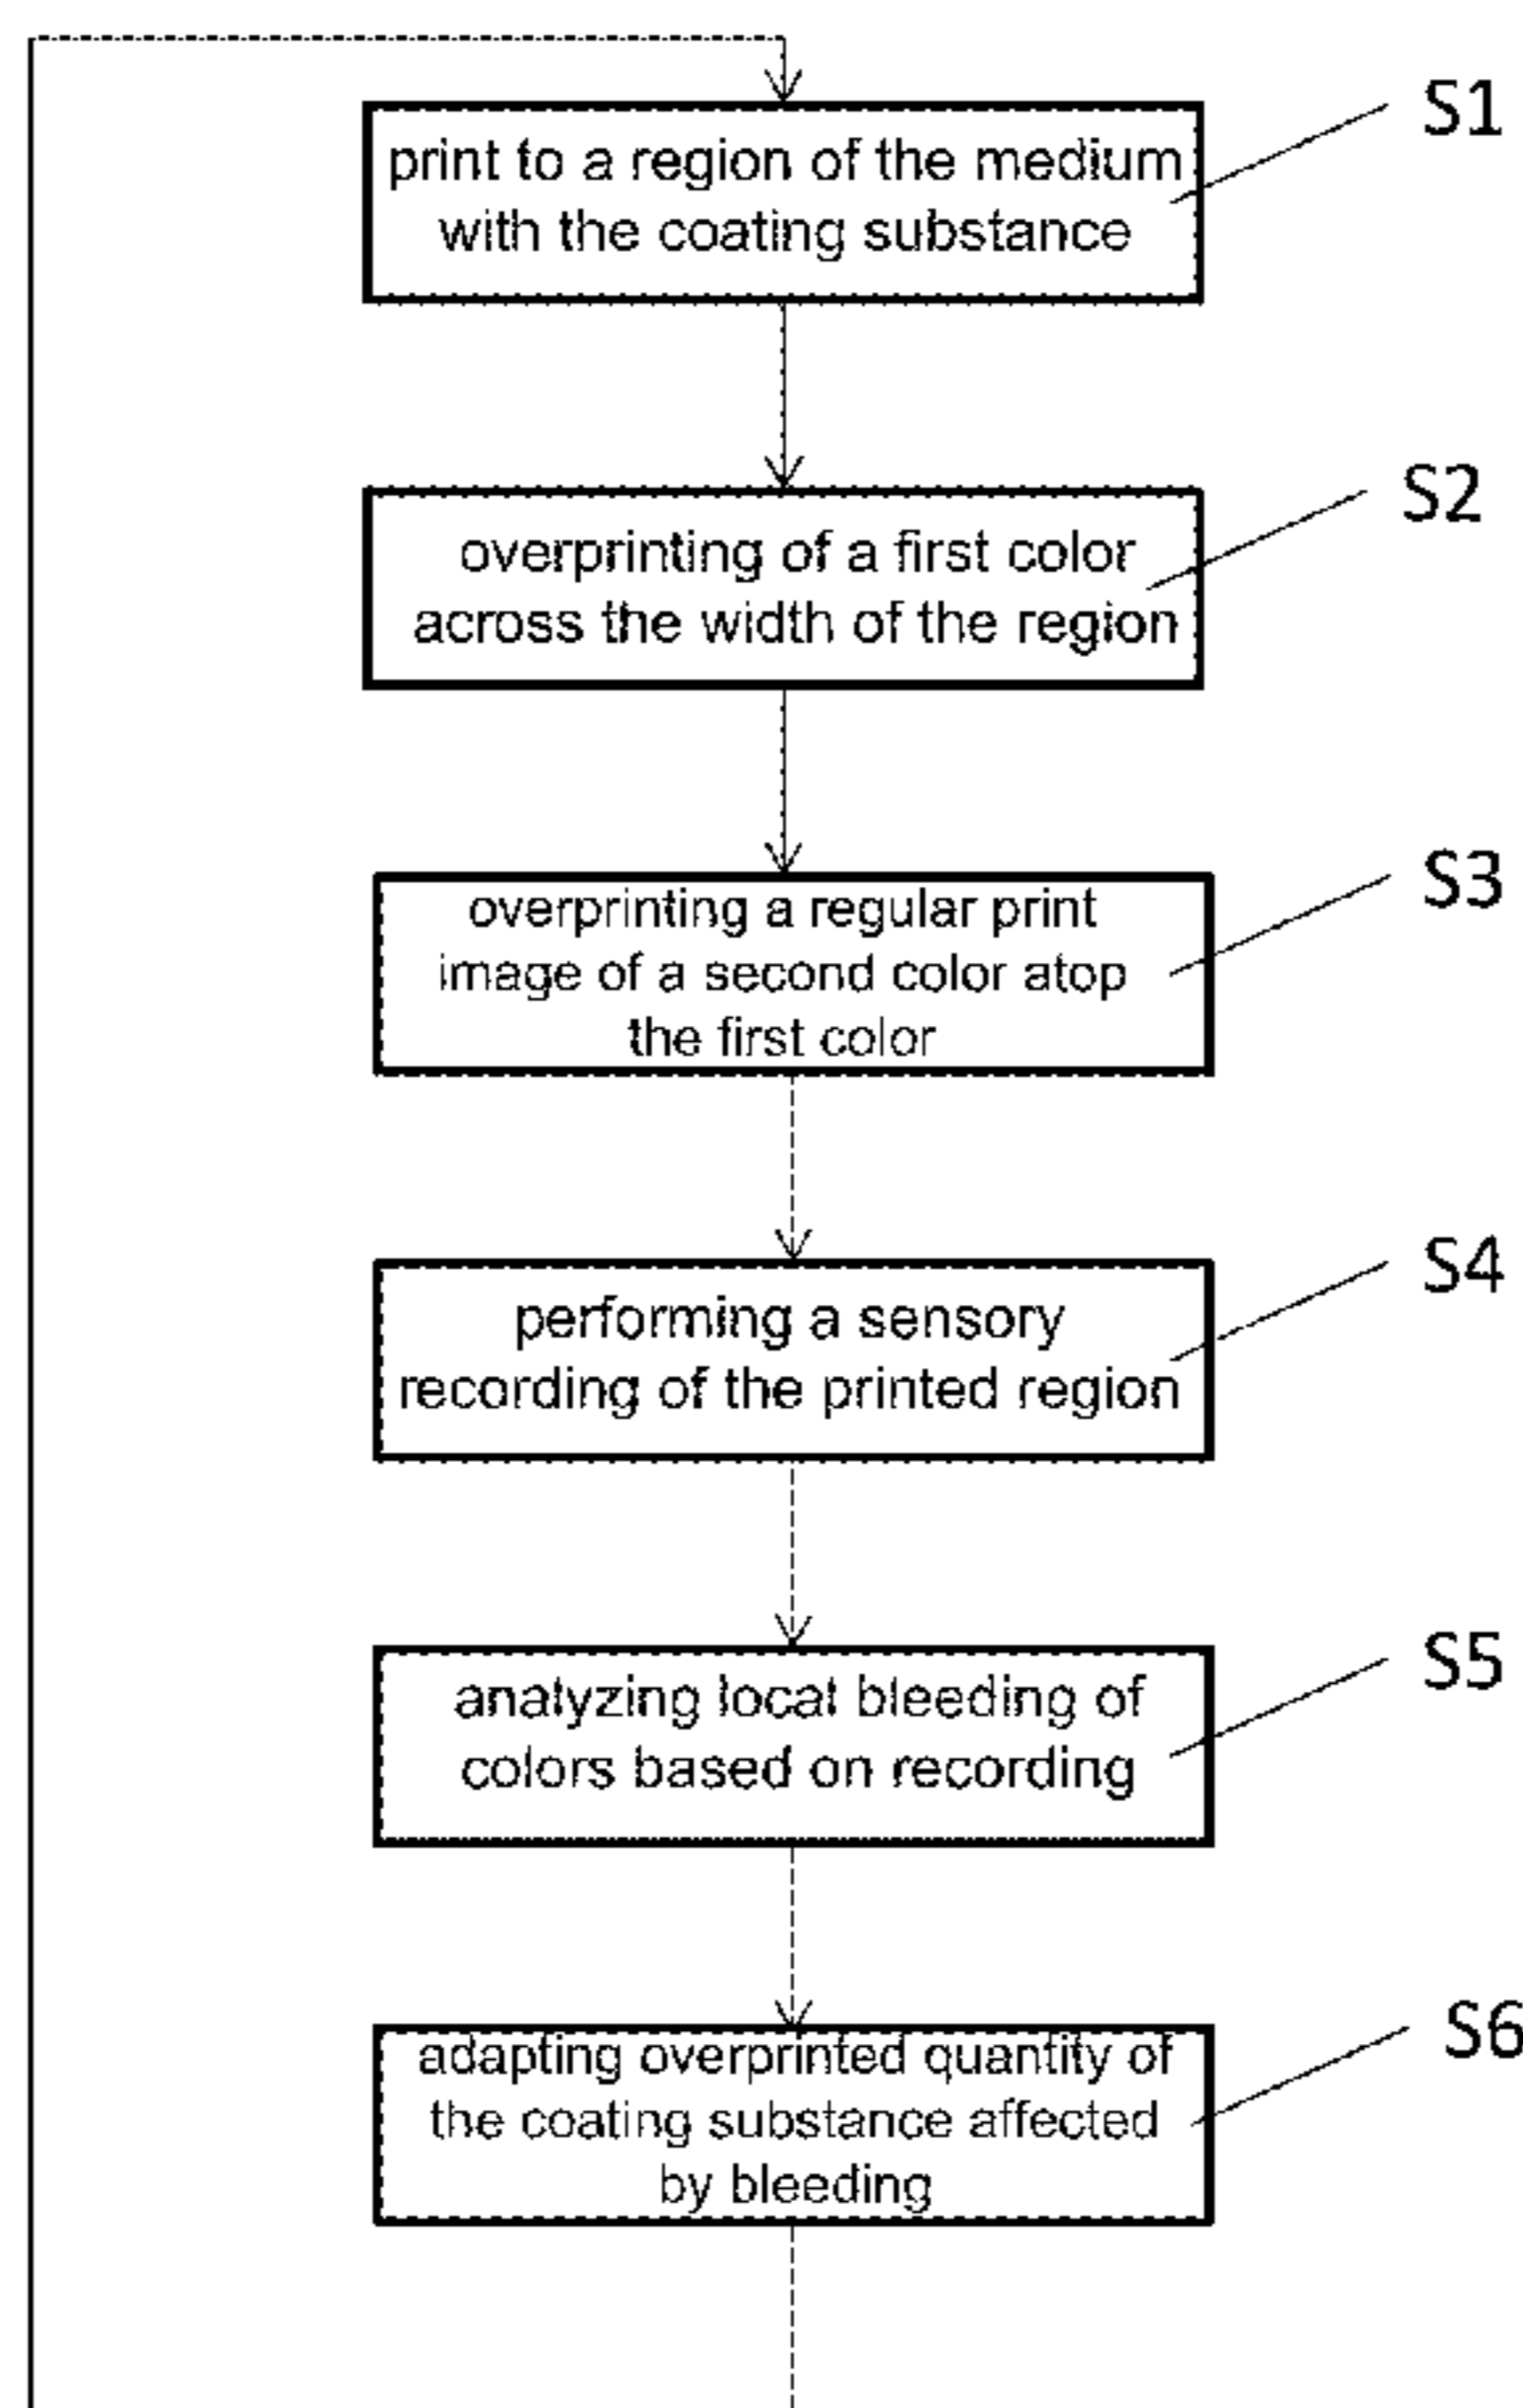 S1
print to a region of the medium
with the coating substance
S2
overprinting of a first color
across the width of the region
S3
overprinting a regular print
image of a second color atop
the first color
S4
performing a sensory
recording of the printed region
S5
analyzing local bleeding of
colors based on recording
S6
adapting overprinted quantity of
the coating substance affected
by bleeding